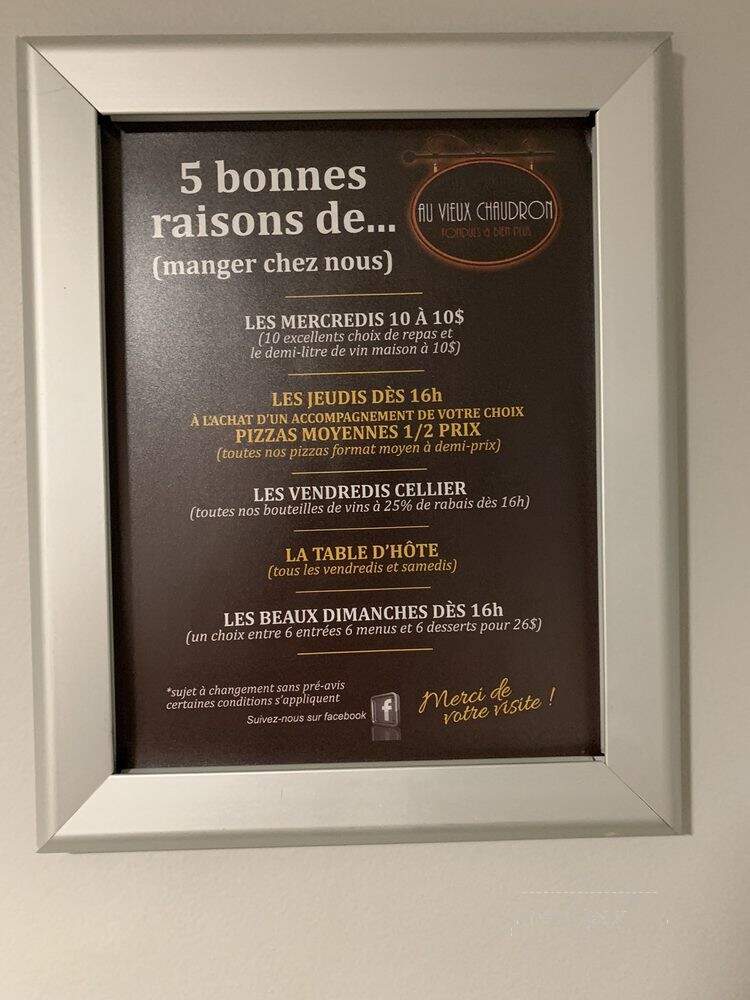 5 bonnes
raisons de...
(manger chez nous)
AU VIEUX CHAUDRON
FONDUES & BIEN PLUS
LES MERCREDIS 10 À 10$
(10 excellents choix de repas et
le demi-litre de vin maison à 10$)
LES JEUDIS DÈS 16h
À L'ACHAT D'UN ACCOMPAGNEMENT DE VOTRE CHOIX
PIZZAS MOYENNES 1/2 PRIX
(toutes nos pizzas format moyen à demi-prix)
LES VENDREDIS CELLIER
(toutes nos bouteilles de vins à 25% de rabais dès 16h)
LA TABLE D'HÔTE
(tous les vendredis et samedis)
LES BEAUX DIMANCHES DÈS 16h
(un choix entre 6 entrées 6 menus et 6 desserts pour 26$)
*sujet à changement sans pré-avis
certaines conditions s'appliquent
Suivez-nous sur facebook f
Merci de
votre visite !